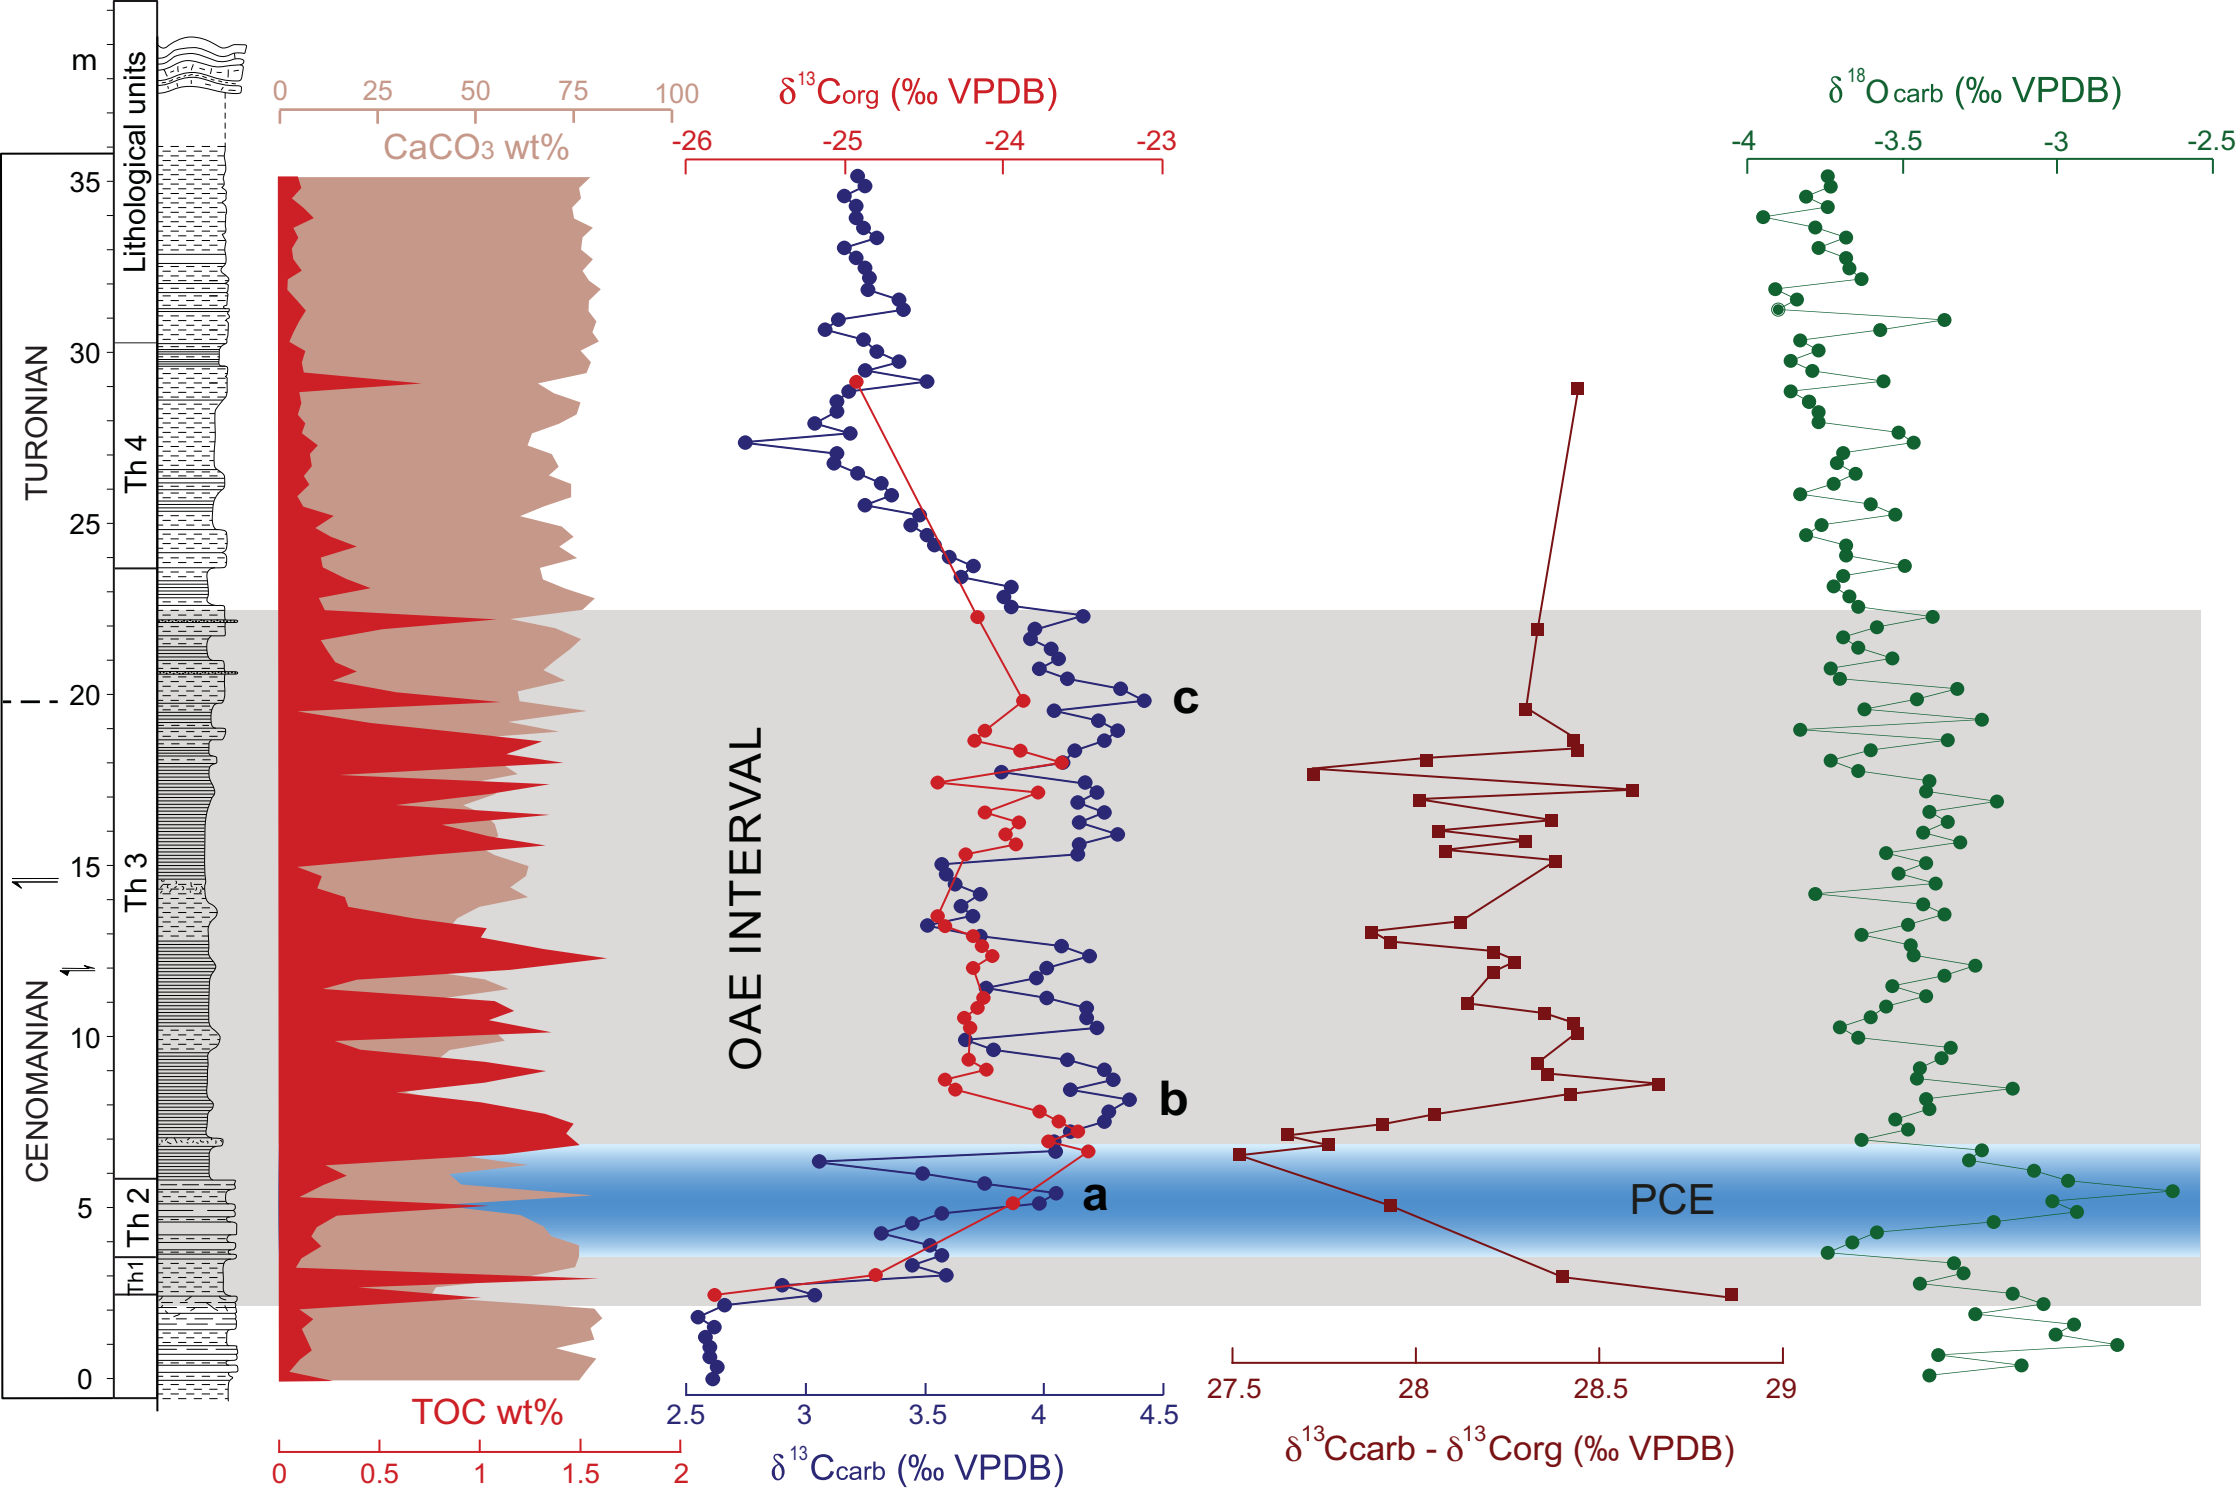 m
Lithological units
35
30
25
20
15
10
5
0
TURONIAN
CENOMANIAN
Th 4
Th 3
Th 2
Th1
0 25 50 75 100
CaCO3 wt%
δ13Corg (‰ VPDB)
-26 -25 -24 -23
δ18Ocarb (‰ VPDB)
-4 -3.5 -3 -2.5
OAE INTERVAL
c
b
a
PCE
TOC wt%
0 0.5 1 1.5 2
2.5 3 3.5 4 4.5
δ13Ccarb (‰ VPDB)
27.5 28 28.5 29
δ13Ccarb - δ13Corg (‰ VPDB)